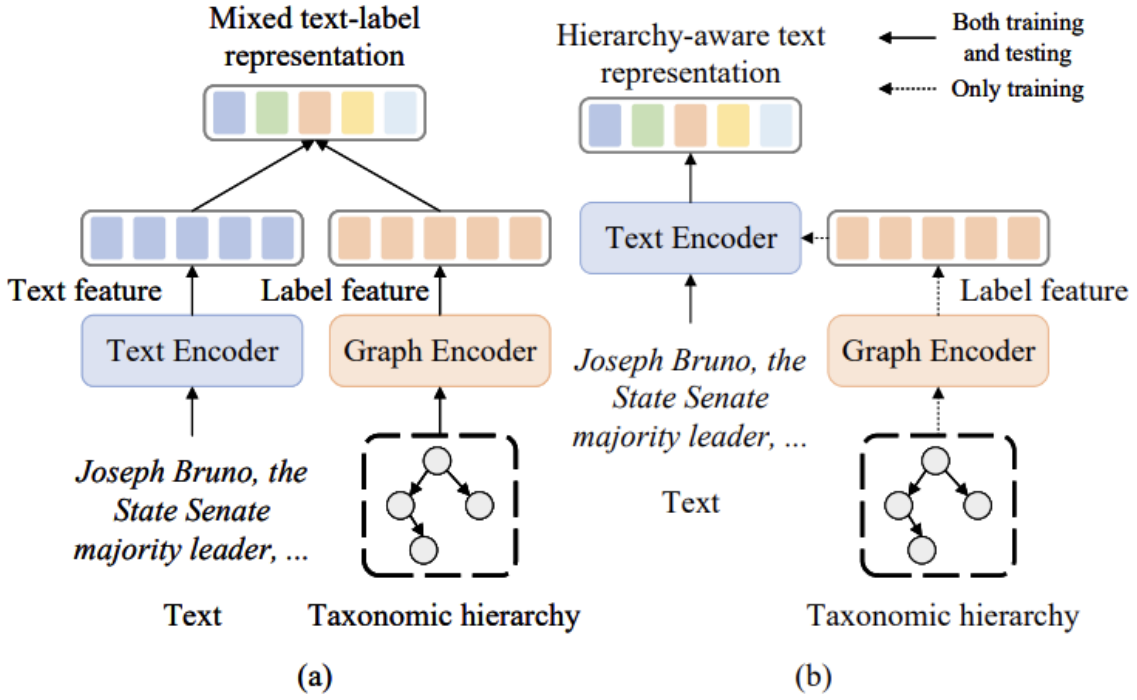 Mixed text-label
representation
Text feature
Label feature
Text Encoder
Graph Encoder
Joseph Bruno, the
State Senate
majority leader, ...
Text
Taxonomic hierarchy
(a)
Hierarchy-aware text
representation
Both training
and testing
Only training
Text Encoder
Label feature
Graph Encoder
Joseph Bruno, the
State Senate
majority leader, ...
Text
Taxonomic hierarchy
(b)